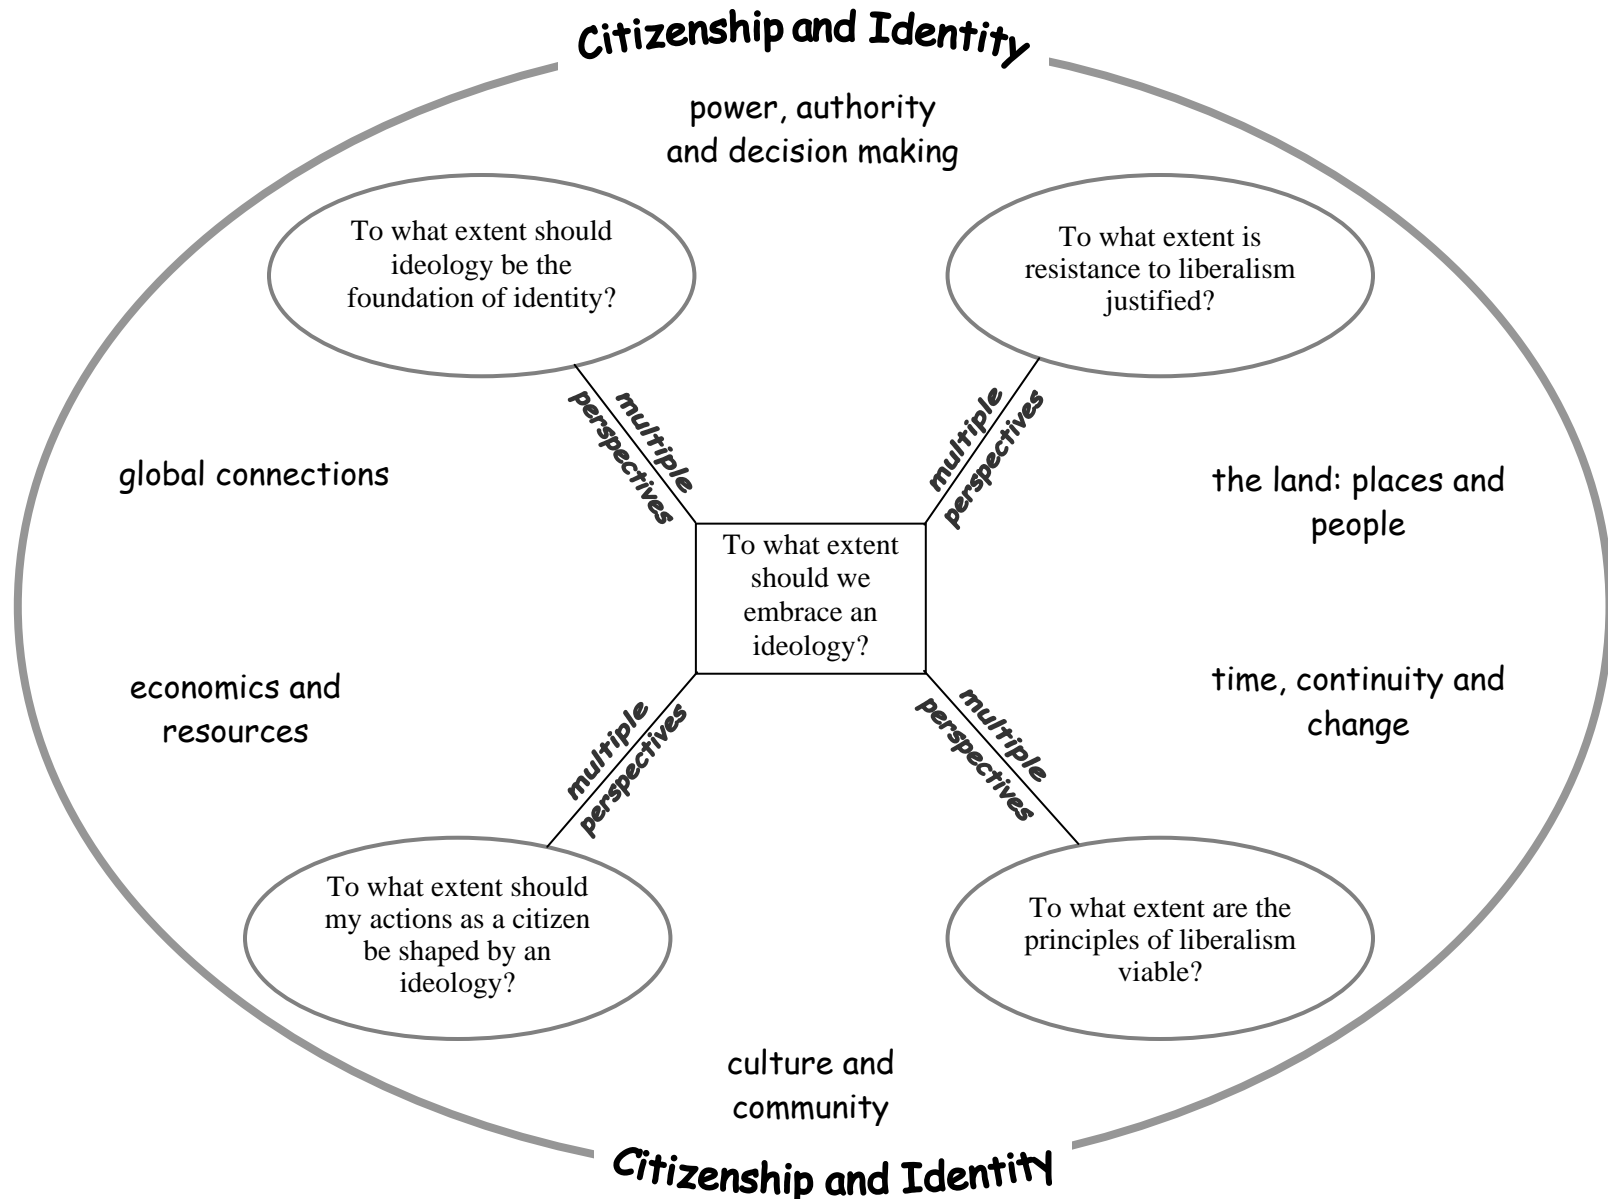 Citizenship and Identity
power, authority
and decision making
To what extent should
ideology be the
foundation of identity?
To what extent is
resistance to liberalism
justified?
multiple
perspectives
multiple
perspectives
global connections
the land: places and
people
To what extent
should we
embrace an
ideology?
economics and
resources
time, continuity and
change
multiple
perspectives
multiple
perspectives
To what extent should
my actions as a citizen
be shaped by an
ideology?
To what extent are the
principles of liberalism
viable?
culture and
community
Citizenship and Identity